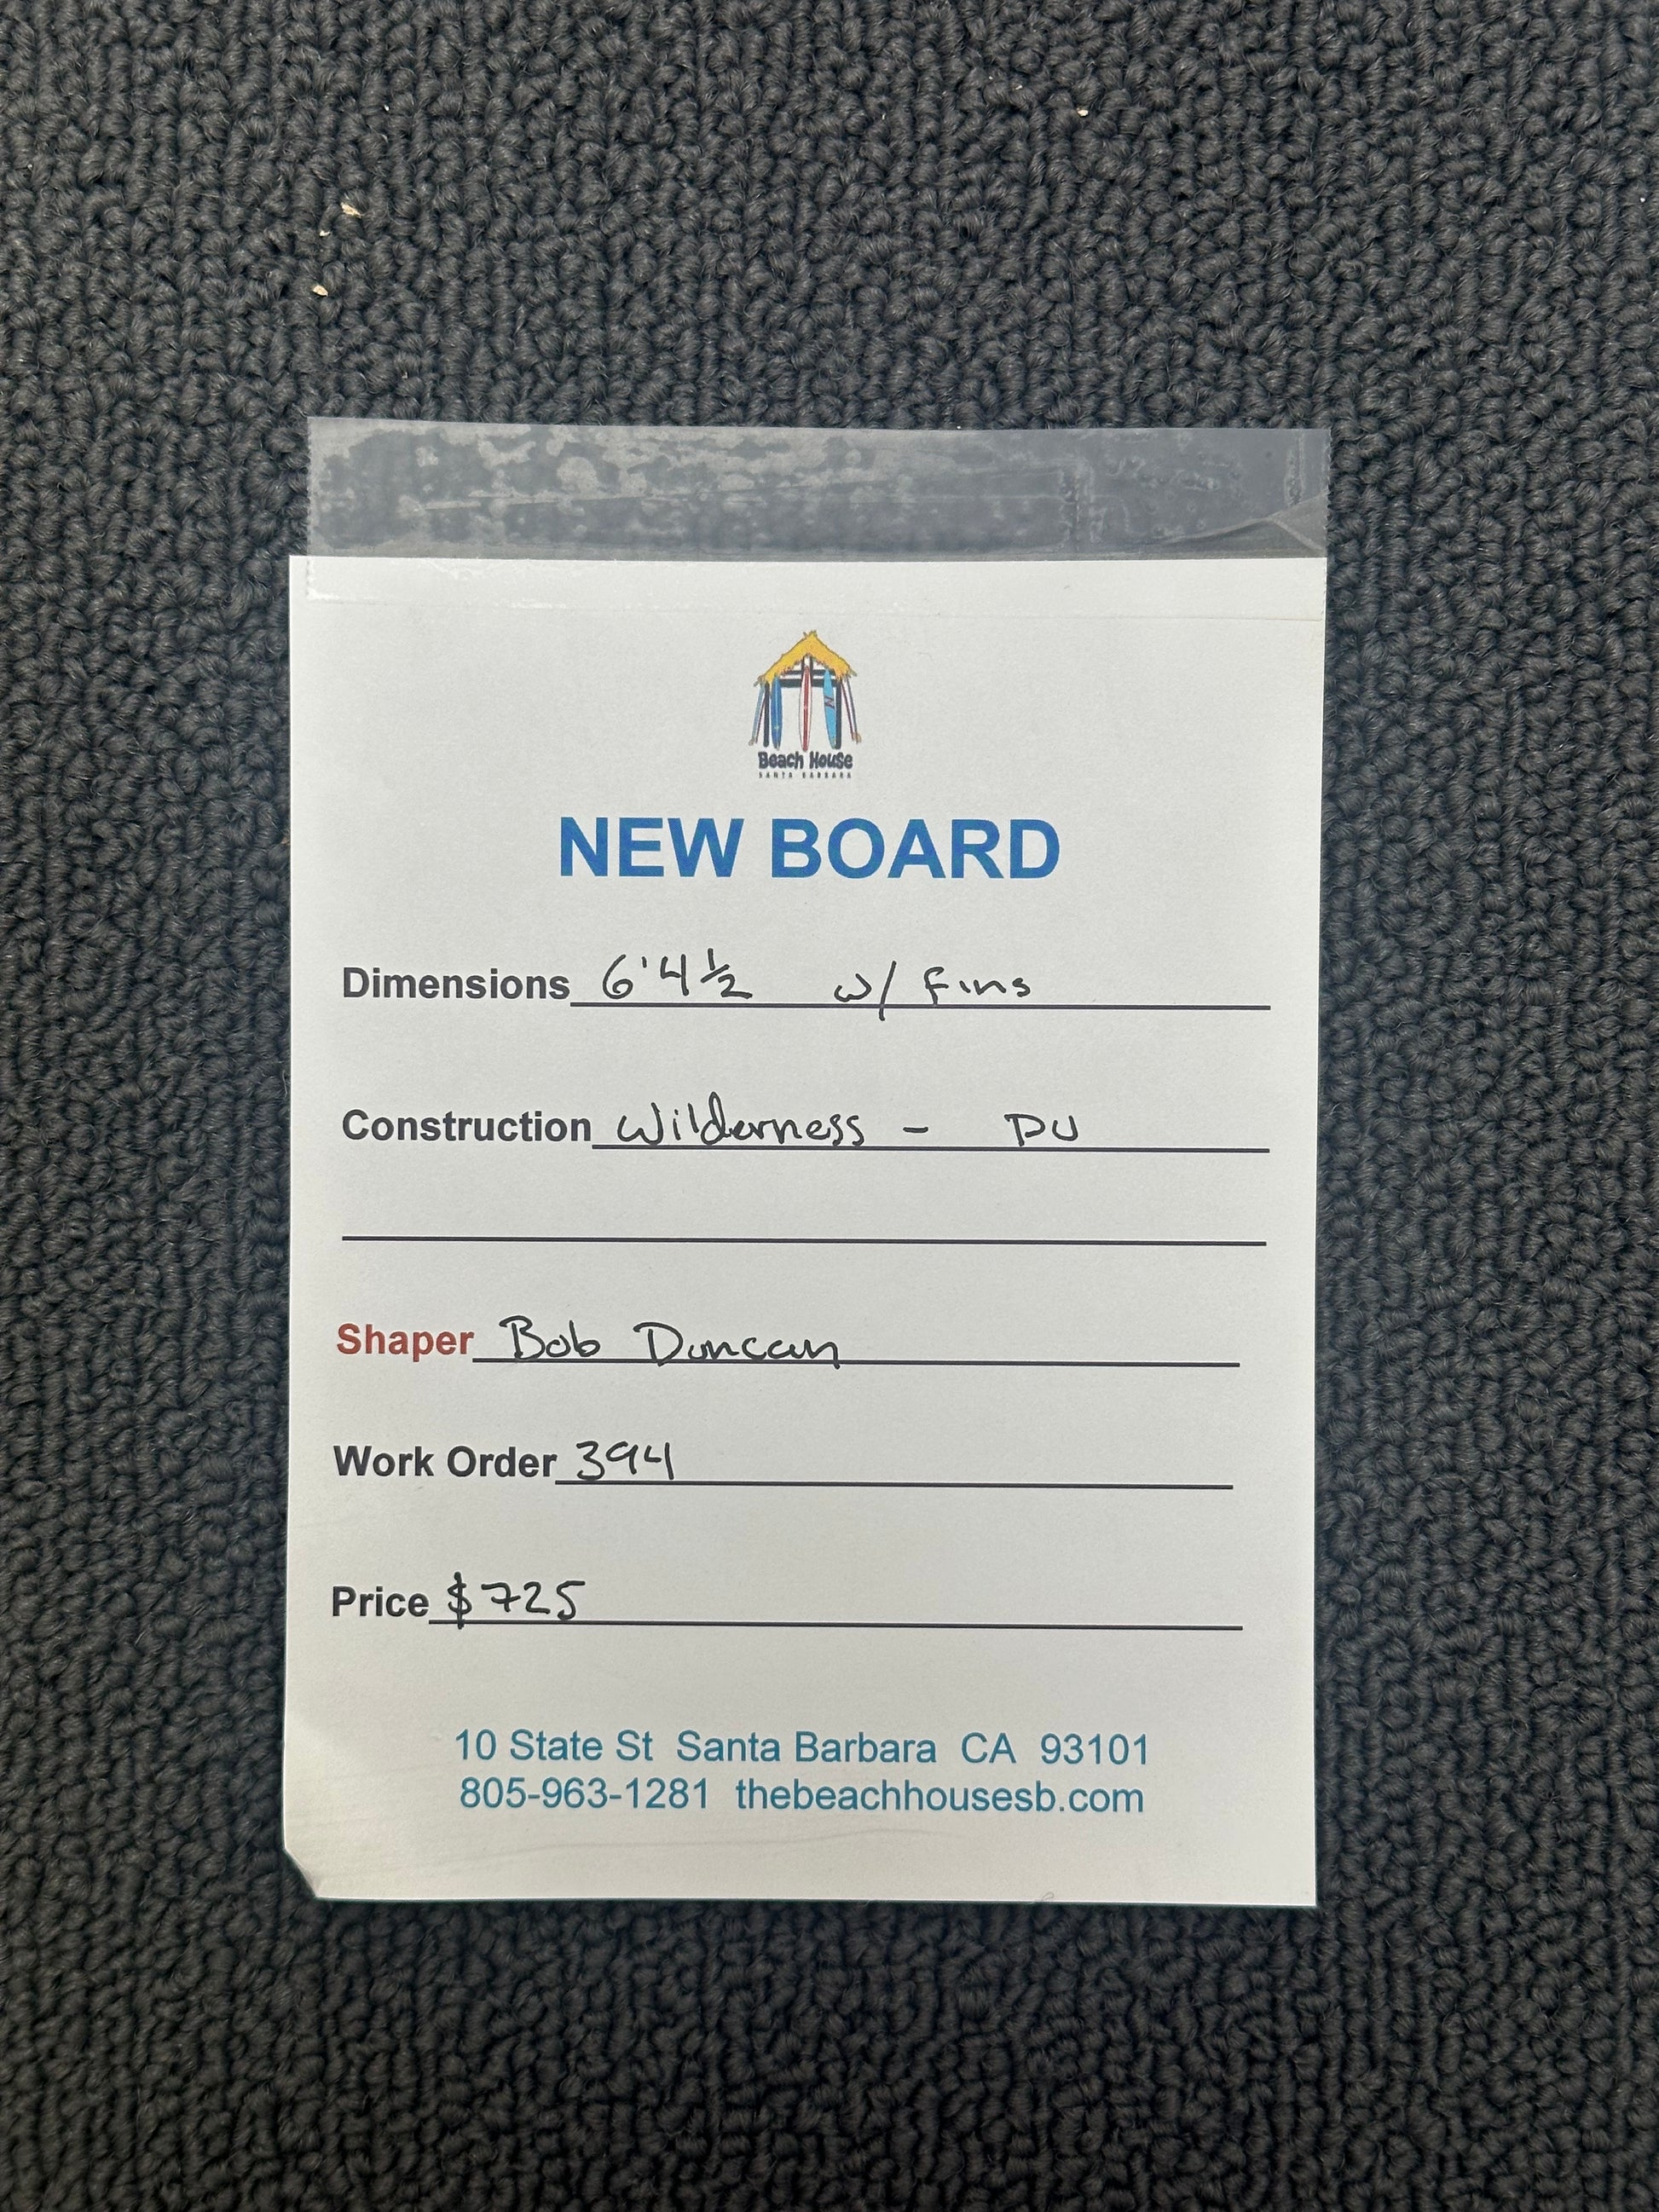 Beach House
SANTA BARBARA
NEW BOARD
Dimensions 6'4½ w/ Fins
Construction Wilderness - PU
Shaper Bob Duncan
Work Order 394
Price $725
10 State St Santa Barbara CA 93101
805-963-1281 thebeachhousesb.com